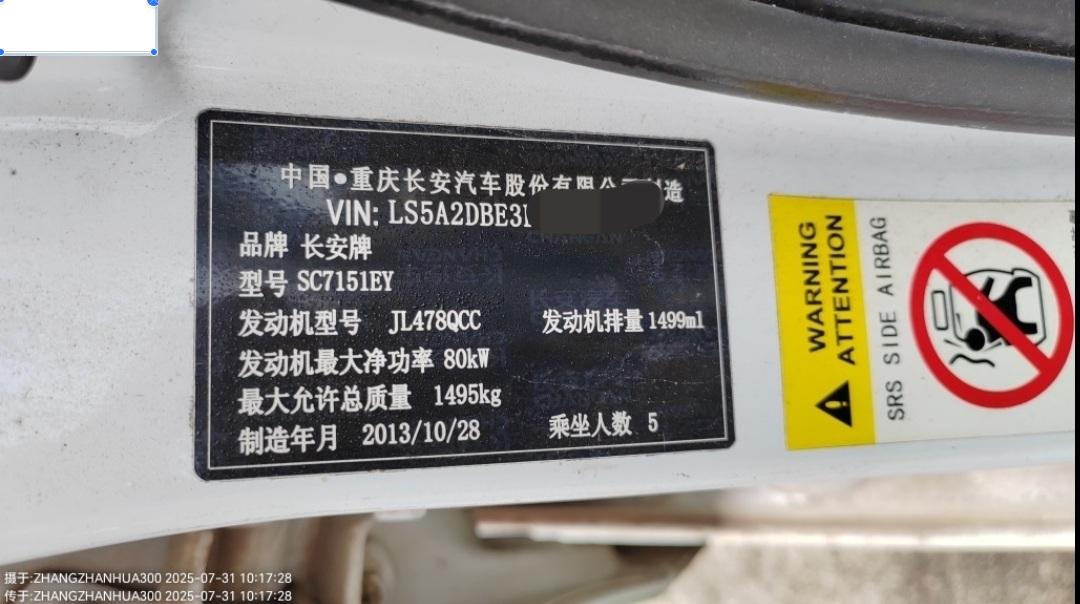 中国●重庆长安汽车股份有限公司制造
VIN: LS5A2DBE3
品牌 长安牌
型号 SC7151EY
发动机型号 JL478QCC 发动机排量 1499ml
发动机最大净功率 80kW
最大允许总质量 1495kg
制造年月 2013/10/28 乘坐人数 5
WARNING
ATTENTION
SRS SIDE AIRBAG
摄于:ZHANGZHANHUA300 2025-07-31 10:17:28
传于:ZHANGZHANHUA300 2025-07-31 10:17:28